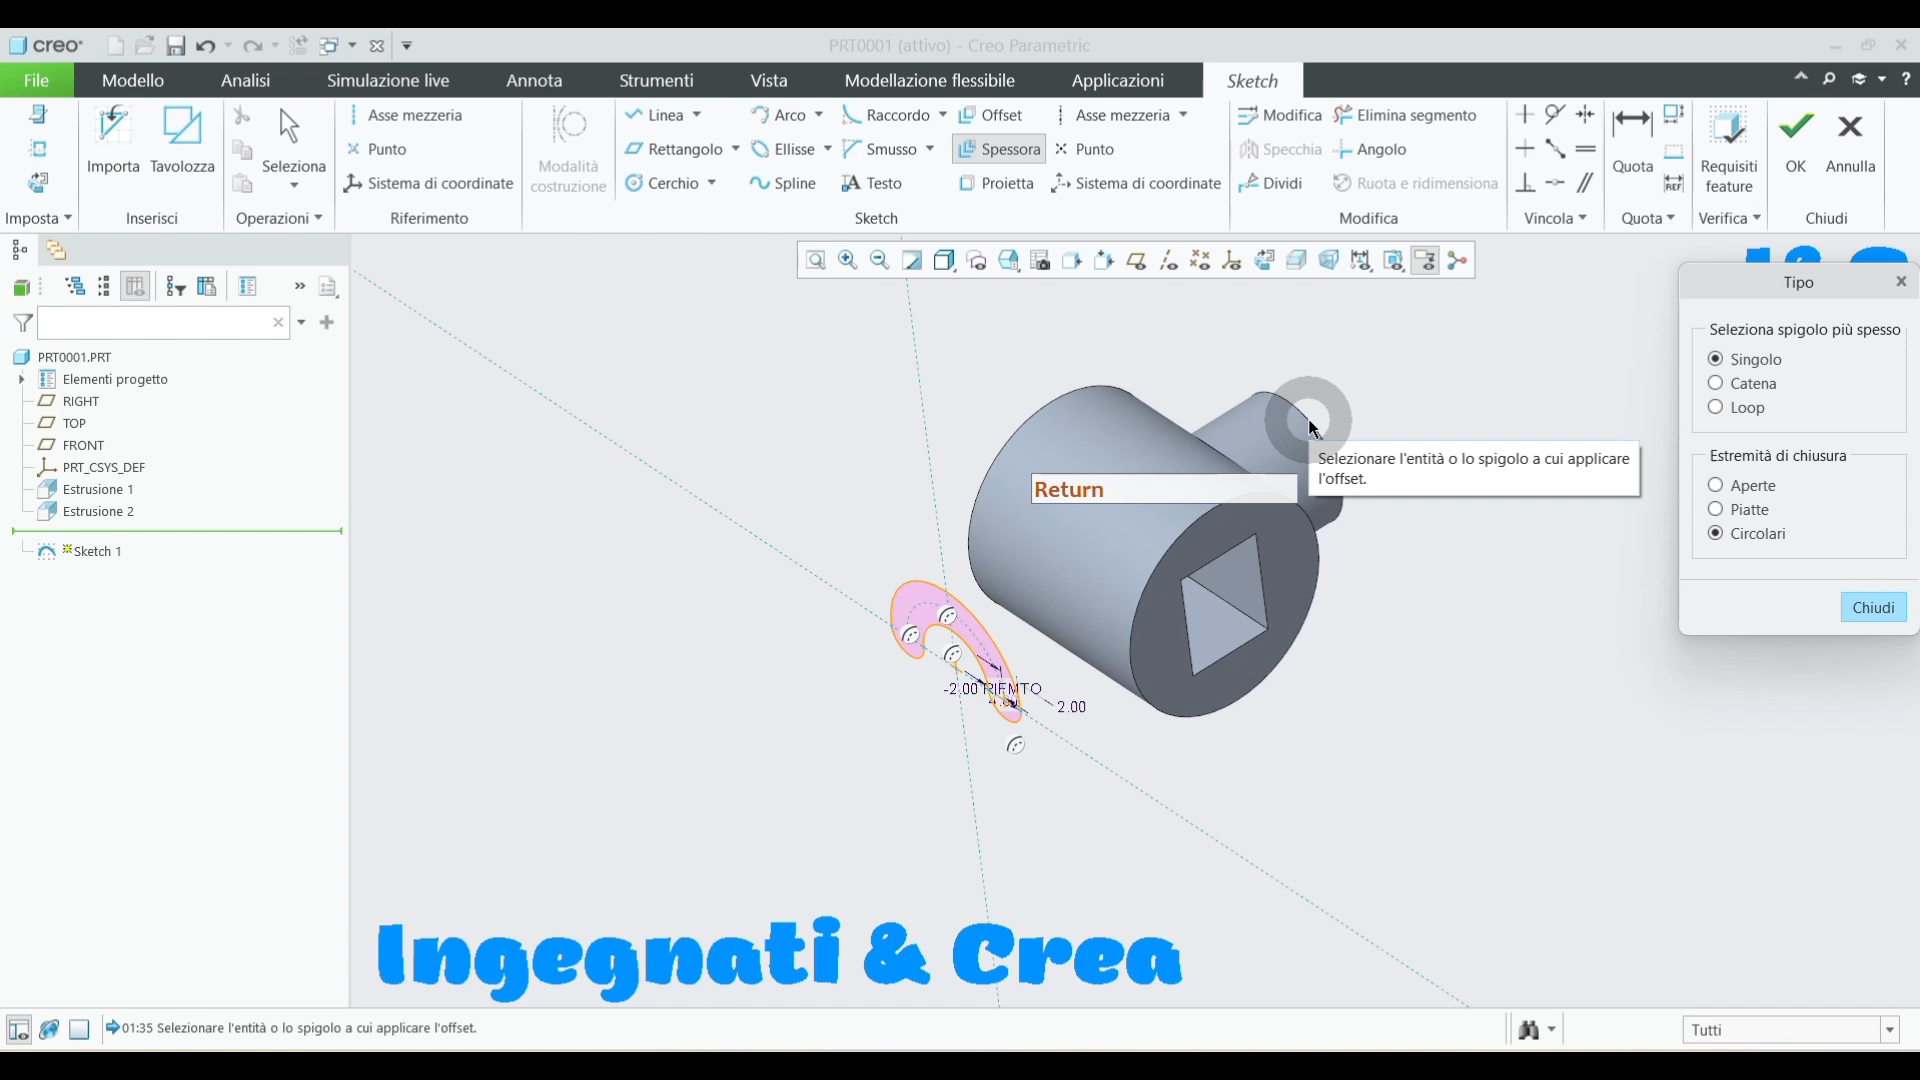 creo
PRT0001 (attivo) - Creo Parametric
File Modello Analisi Simulazione live Annota Strumenti Vista Modellazione flessibile Applicazioni Sketch
?
Importa Tavolozza
Seleziona
Asse mezzeria
Punto
Sistema di coordinate
Modalità
costruzione
Linea Arco Raccordo Offset Asse mezzeria
Rettangolo Ellisse Smusso Spessora Punto
Cerchio Spline Testo Proietta Sistema di coordinate
Modifica Elimina segmento
Specchia Angolo
Dividi Ruota e ridimensiona
Quota
REF
Requisiti
feature
OK Annulla
Imposta Inserisci Operazioni Riferimento Sketch Modifica Vincola Quota Verifica Chiudi
PRT0001.PRT
Elementi progetto
RIGHT
TOP
FRONT
PRT_CSYS_DEF
Estrusione 1
Estrusione 2
Sketch 1
Return
Selezionare l'entità o lo spigolo a cui applicare
l'offset.
-2.00 RIFMTO
2.00
Tipo
Seleziona spigolo più spesso
Singolo
Catena
Loop
Estremità di chiusura
Aperte
Piatte
Circolari
Chiudi
Ingegnati & Crea
01:35 Selezionare l'entità o lo spigolo a cui applicare l'offset.
Tutti